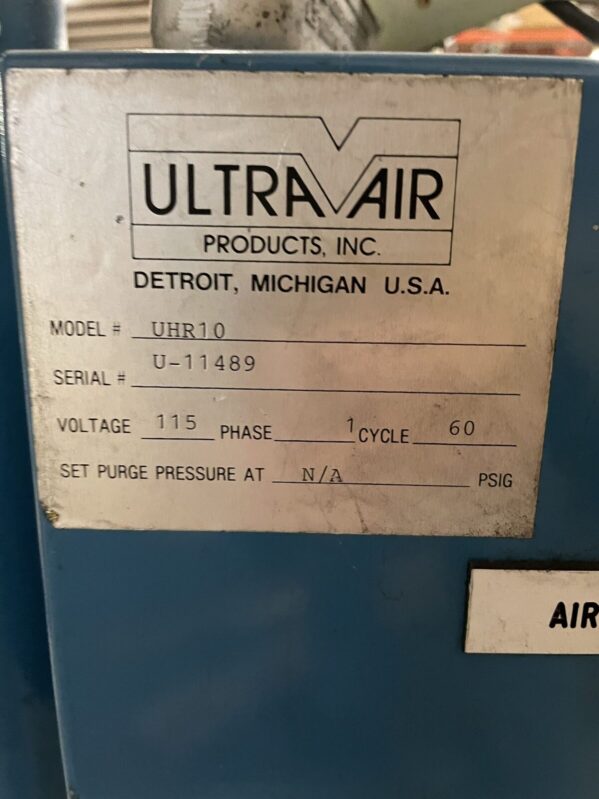 ULTRA AIR
PRODUCTS, INC.
DETROIT, MICHIGAN U.S.A.
MODEL # UHR10
SERIAL # U-11489
VOLTAGE 115 PHASE 1 CYCLE 60
SET PURGE PRESSURE AT N/A PSIG
AIR